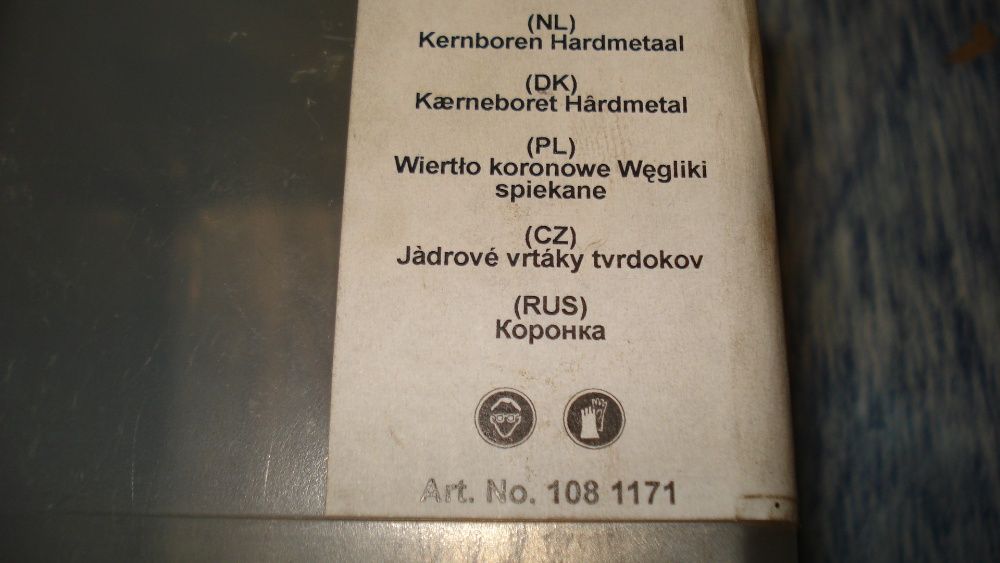 (NL)
Kernboren Hardmetaal
(DK)
Kærneboret Hârdmetal
(PL)
Wiertło koronowe Węgliki
spiekane
(CZ)
Jàdrové vrtáky tvrdokov
(RUS)
Коронка
Art. No. 108 1171